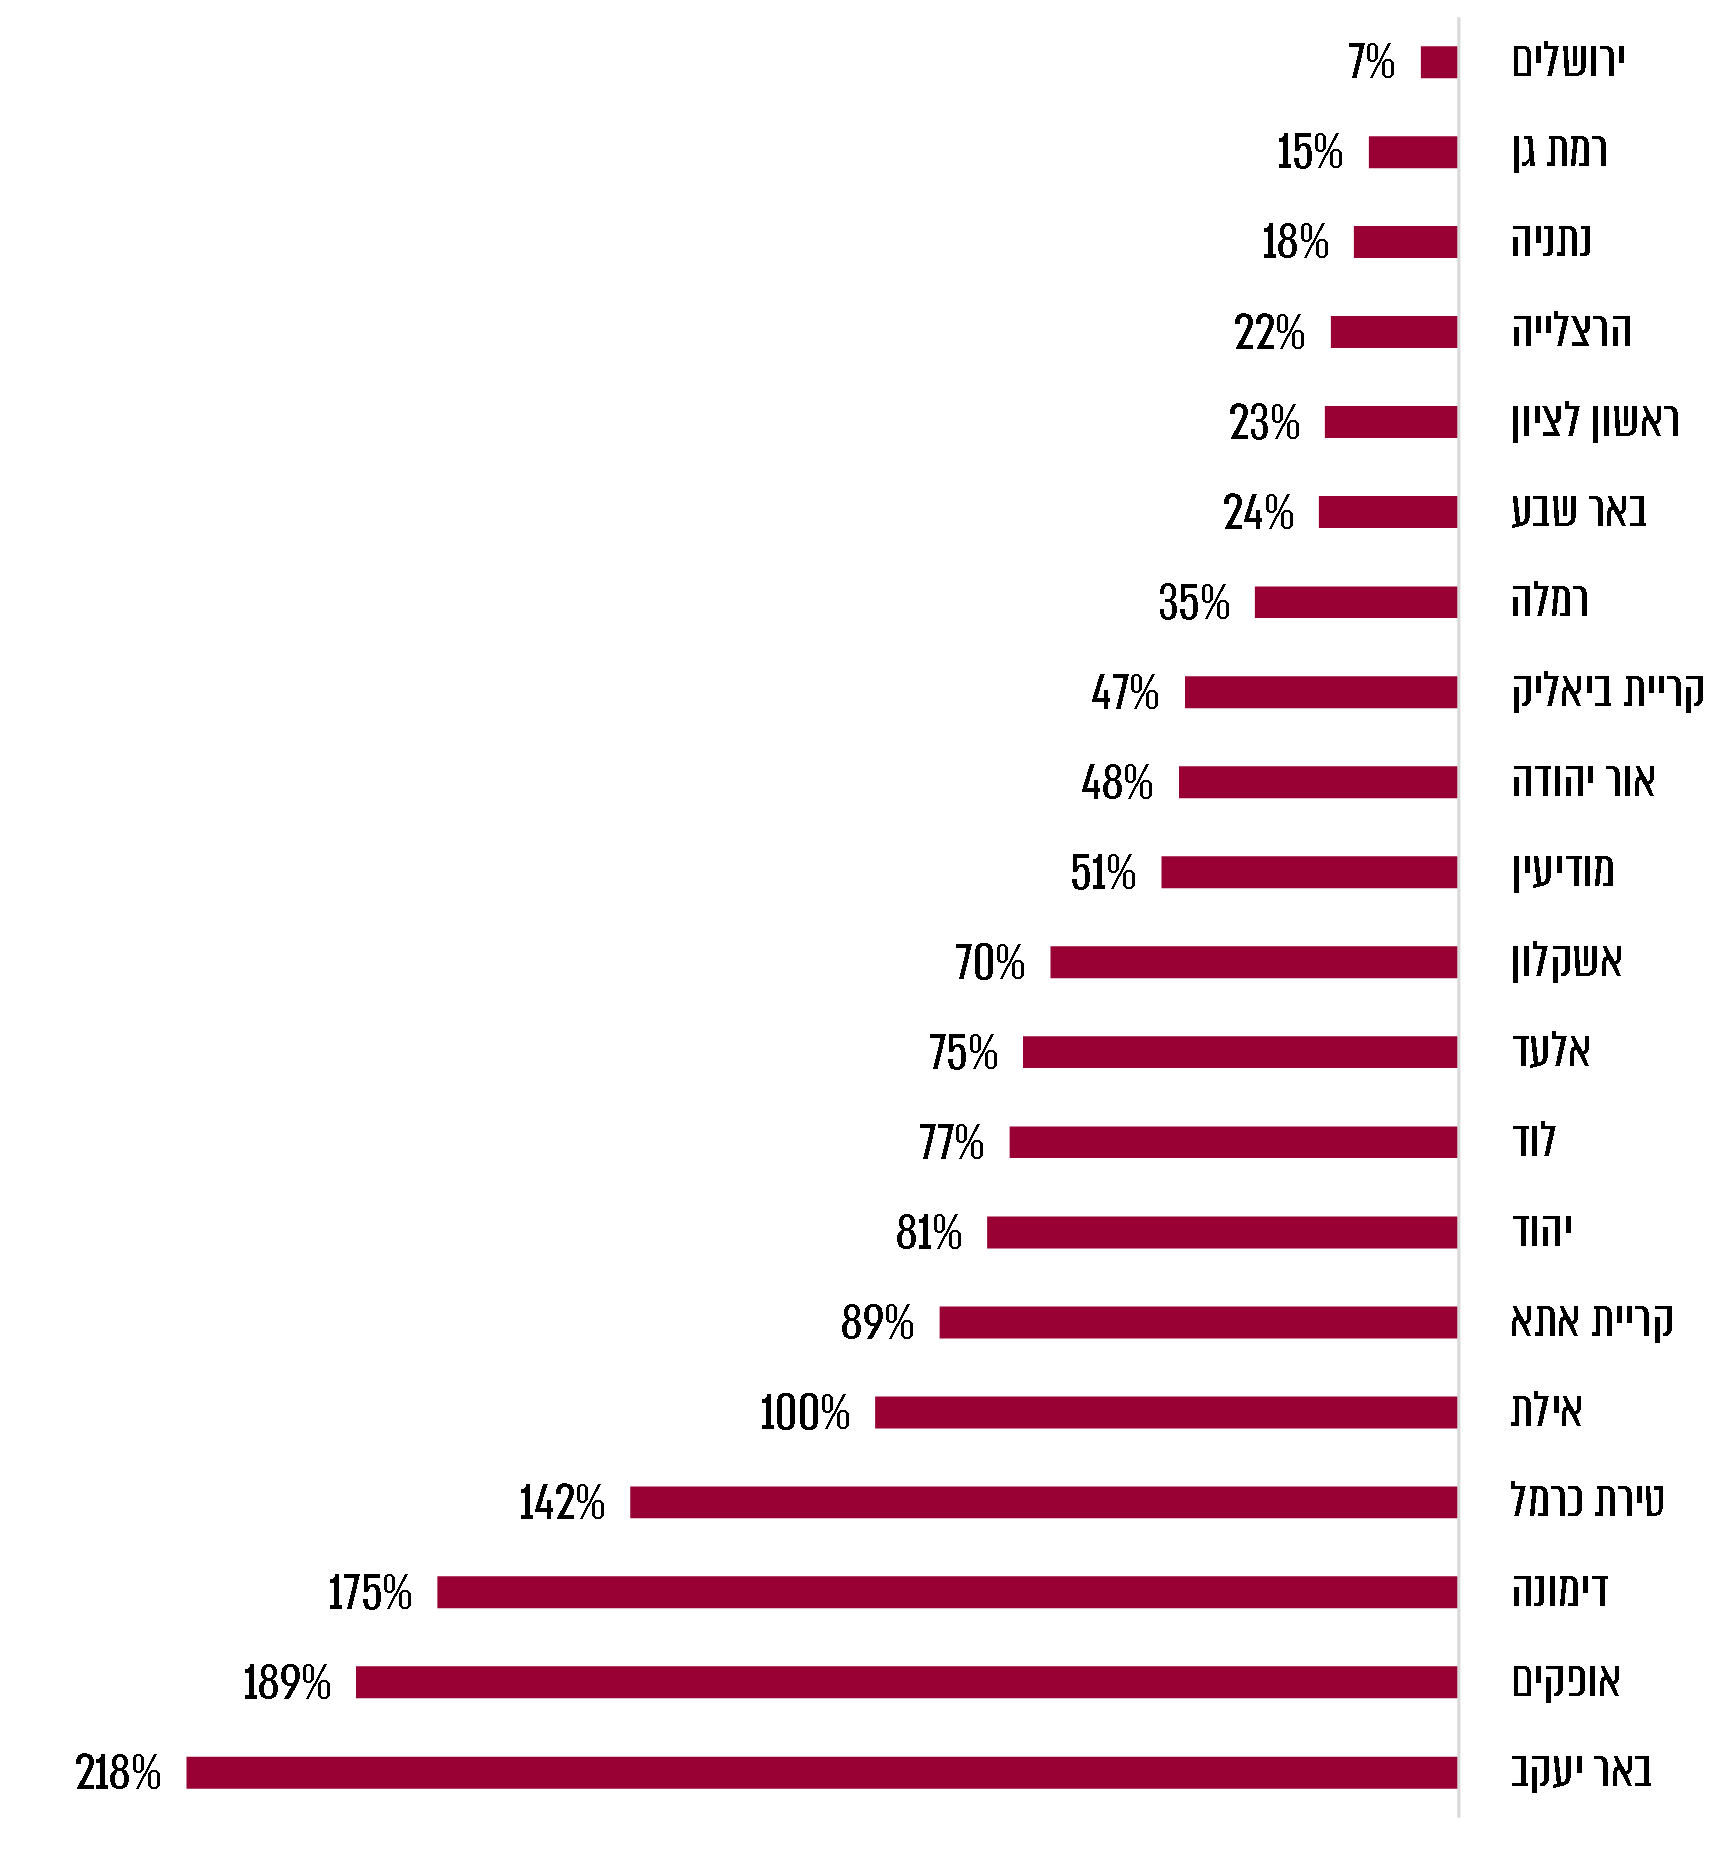 ירושלים 7%
רמת גן 15%
נתניה 18%
הרצלייה 22%
ראשון לציון 23%
באר שבע 24%
רמלה 35%
קריית ביאליק 47%
אור יהודה 48%
מודיעין 51%
אשקלון 70%
אלעד 75%
לוד 77%
יהוד 81%
קריית אתא 89%
אילת 100%
טירת כרמל 142%
דימונה 175%
אופקים 189%
באר יעקב 218%